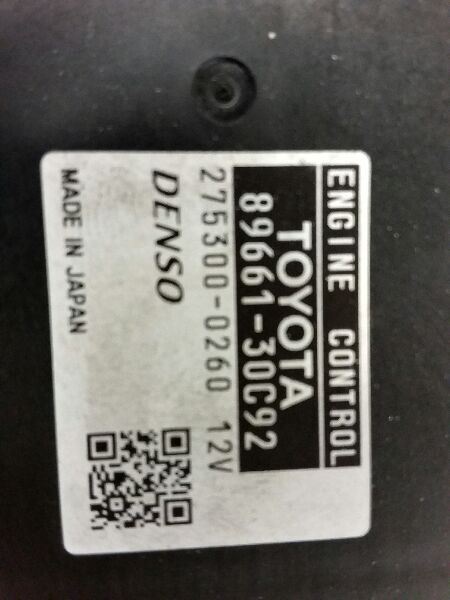 ENGINE CONTROL
TOYOTA
89661-30C92
275300-0260 12V
DENSO
MADE IN JAPAN